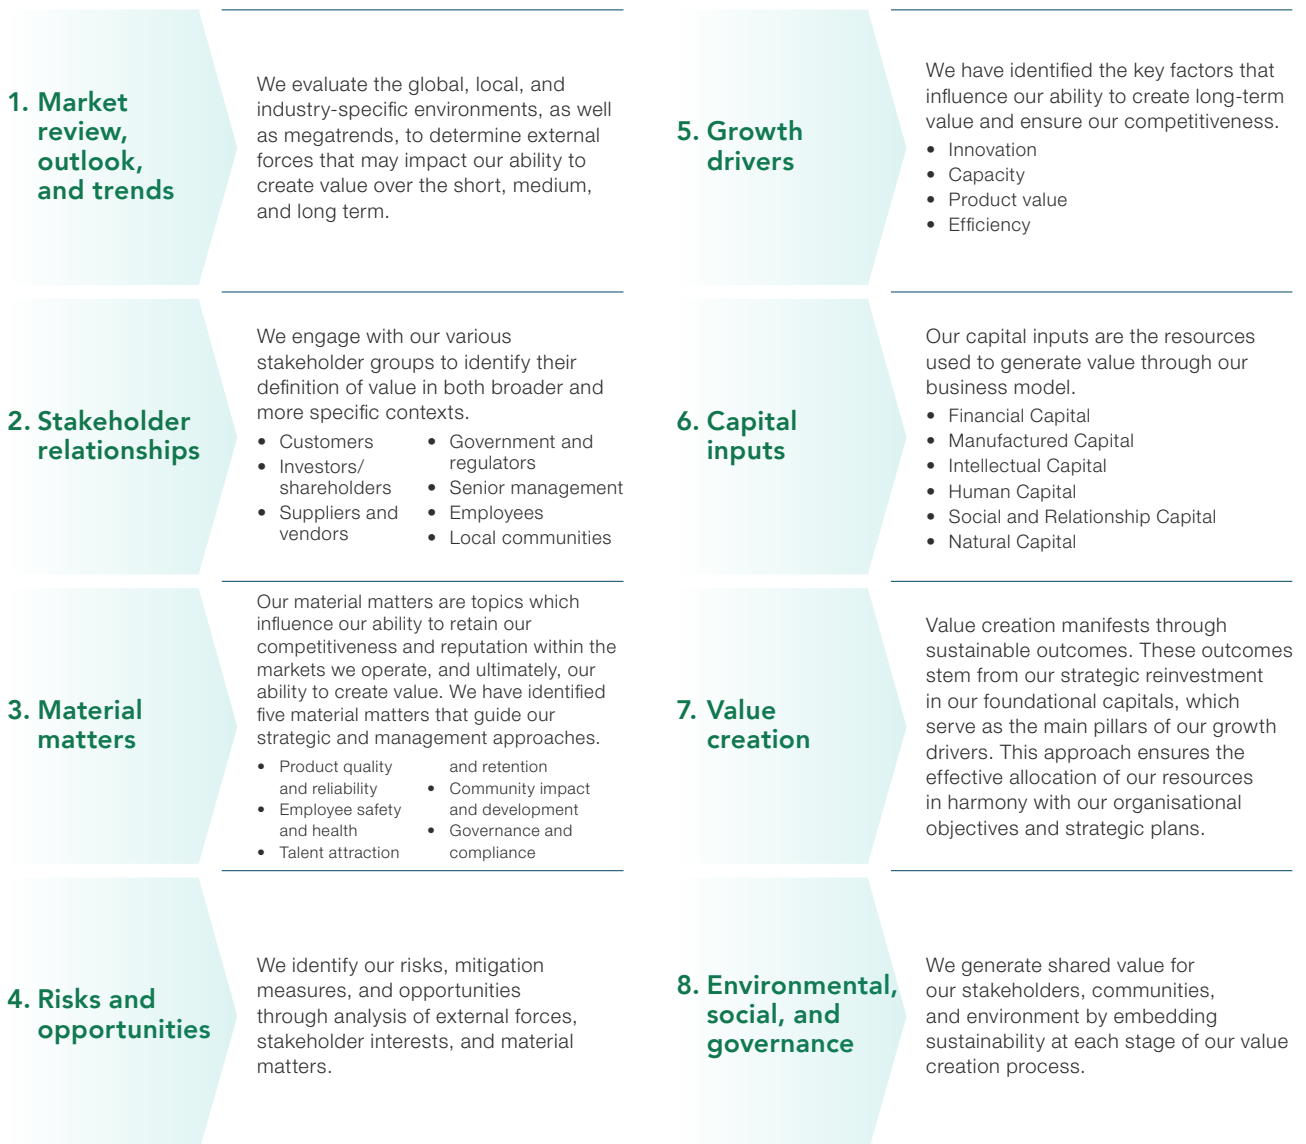 1. Market
review,
outlook,
and trends
We evaluate the global, local, and
industry-specific environments, as well
as megatrends, to determine external
forces that may impact our ability to
create value over the short, medium,
and long term.
2. Stakeholder
relationships
We engage with our various
stakeholder groups to identify their
definition of value in both broader and
more specific contexts.
• Customers
• Investors/
shareholders
• Suppliers and
vendors
• Government and
regulators
• Senior management
• Employees
• Local communities
3. Material
matters
Our material matters are topics which
influence our ability to retain our
competitiveness and reputation within the
markets we operate, and ultimately, our
ability to create value. We have identified
five material matters that guide our
strategic and management approaches.
• Product quality
and reliability
• Employee safety
and health
• Talent attraction
and retention
• Community impact
and development
• Governance and
compliance
4. Risks and
opportunities
We identify our risks, mitigation
measures, and opportunities
through analysis of external forces,
stakeholder interests, and material
matters.
5. Growth
drivers
We have identified the key factors that
influence our ability to create long-term
value and ensure our competitiveness.
• Innovation
• Capacity
• Product value
• Efficiency
6. Capital
inputs
Our capital inputs are the resources
used to generate value through our
business model.
• Financial Capital
• Manufactured Capital
• Intellectual Capital
• Human Capital
• Social and Relationship Capital
• Natural Capital
7. Value
creation
Value creation manifests through
sustainable outcomes. These outcomes
stem from our strategic reinvestment
in our foundational capitals, which
serve as the main pillars of our growth
drivers. This approach ensures the
effective allocation of our resources
in harmony with our organisational
objectives and strategic plans.
8. Environmental,
social, and
governance
We generate shared value for
our stakeholders, communities,
and environment by embedding
sustainability at each stage of our value
creation process.